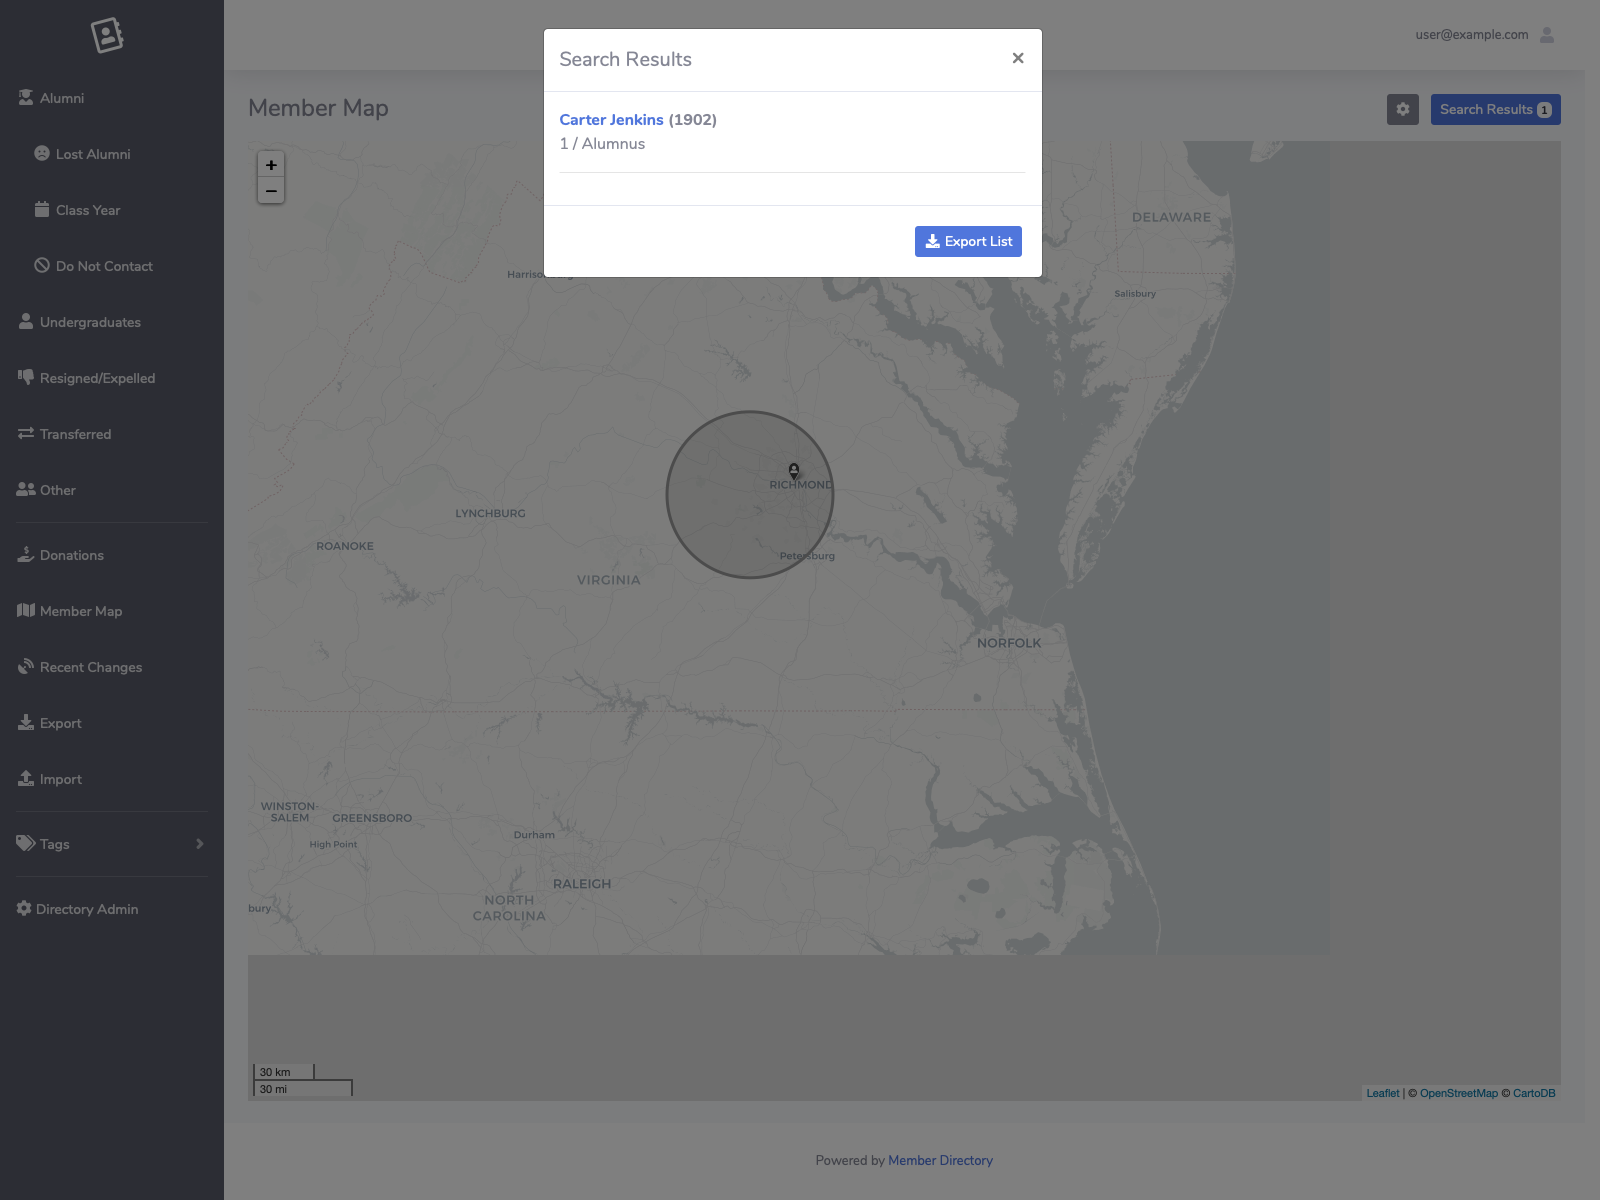 user@example.com
Alumni
Lost Alumni
Class Year
Do Not Contact
Undergraduates
Resigned/Expelled
Transferred
Other
Donations
Member Map
Recent Changes
Export
Import
Tags
Directory Admin
Search Results
×
Carter Jenkins (1902)
1 / Alumnus
Export List
Member Map
Search Results 1
+
−
DELAWARE
Salisbury
RICHMOND
LYNCHBURG
ROANOKE
Petersburg
VIRGINIA
NORFOLK
WINSTON-
SALEM
GREENSBORO
High Point
Durham
RALEIGH
NORTH
CAROLINA
bury
30 km
30 mi
Leaflet | © OpenStreetMap © CartoDB
Powered by Member Directory